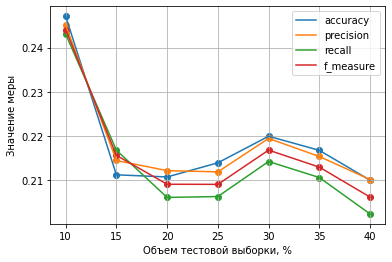 accuracy
precision
recall
f_measure
0.24
0.23
0.22
0.21
Значение меры
10 15 20 25 30 35 40
Объем тестовой выборки, %